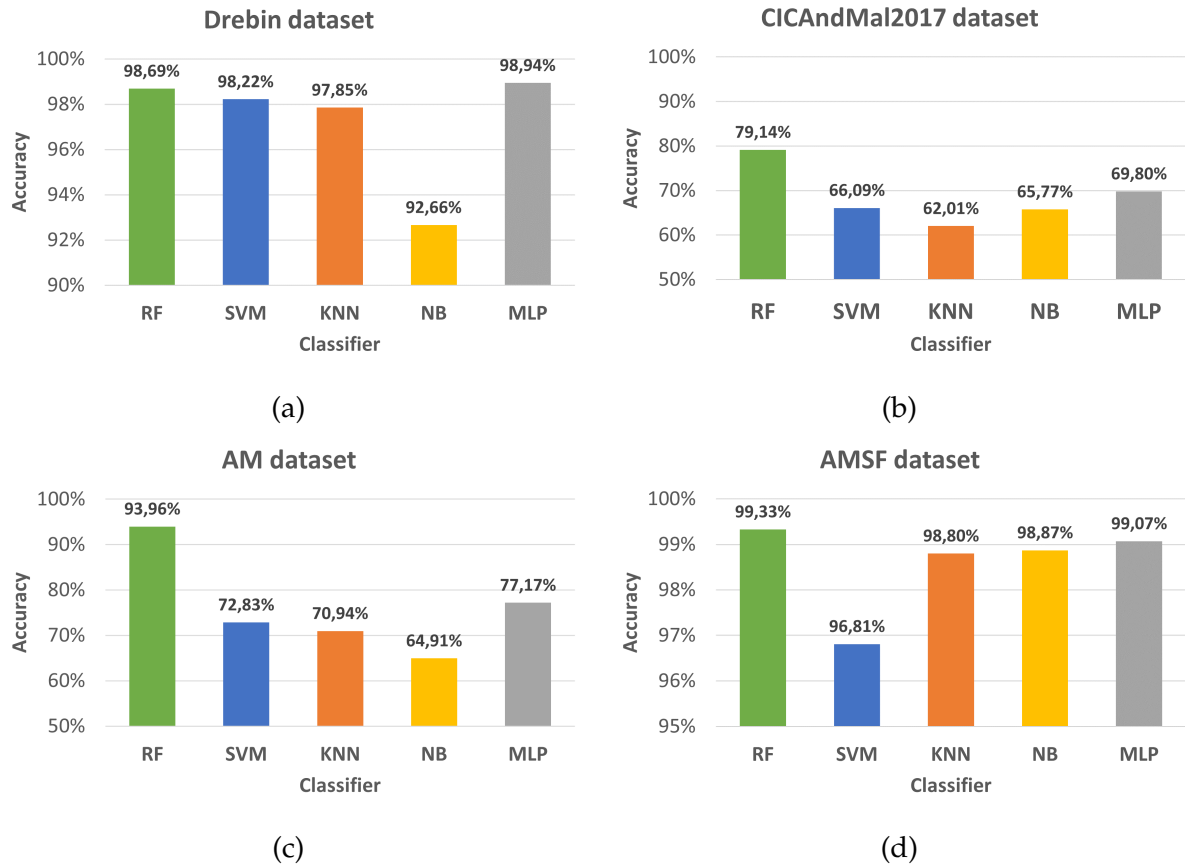 Drebin dataset
100%
98%
96%
94%
92%
90%
Accuracy
98,69%
98,22%
97,85%
92,66%
98,94%
RF
SVM
KNN
NB
MLP
Classifier
(a)
CICAndMal2017 dataset
100%
90%
80%
70%
60%
50%
Accuracy
79,14%
66,09%
62,01%
65,77%
69,80%
RF
SVM
KNN
NB
MLP
Classifier
(b)
AM dataset
100%
90%
80%
70%
60%
50%
Accuracy
93,96%
72,83%
70,94%
64,91%
77,17%
RF
SVM
KNN
NB
MLP
Classifier
(c)
AMSF dataset
100%
99%
98%
97%
96%
95%
Accuracy
99,33%
96,81%
98,80%
98,87%
99,07%
RF
SVM
KNN
NB
MLP
Classifier
(d)